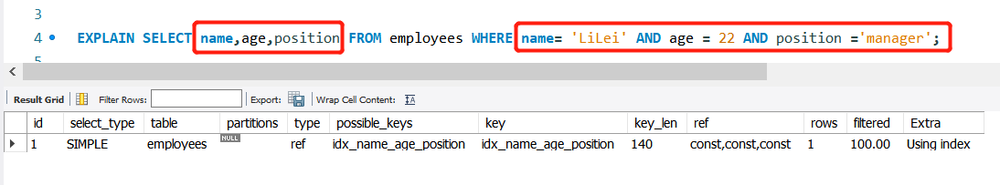 3
4 EXPLAIN SELECT name,age,position FROM employees WHERE name= 'LiLei' AND age = 22 AND position ='manager';
5
Result Grid Filter Rows: Export: Wrap Cell Content: IA
id select_type table partitions type possible_keys key key_len ref rows filtered Extra
1 SIMPLE employees NULL ref idx_name_age_position idx_name_age_position 140 const,const,const 1 100.00 Using index